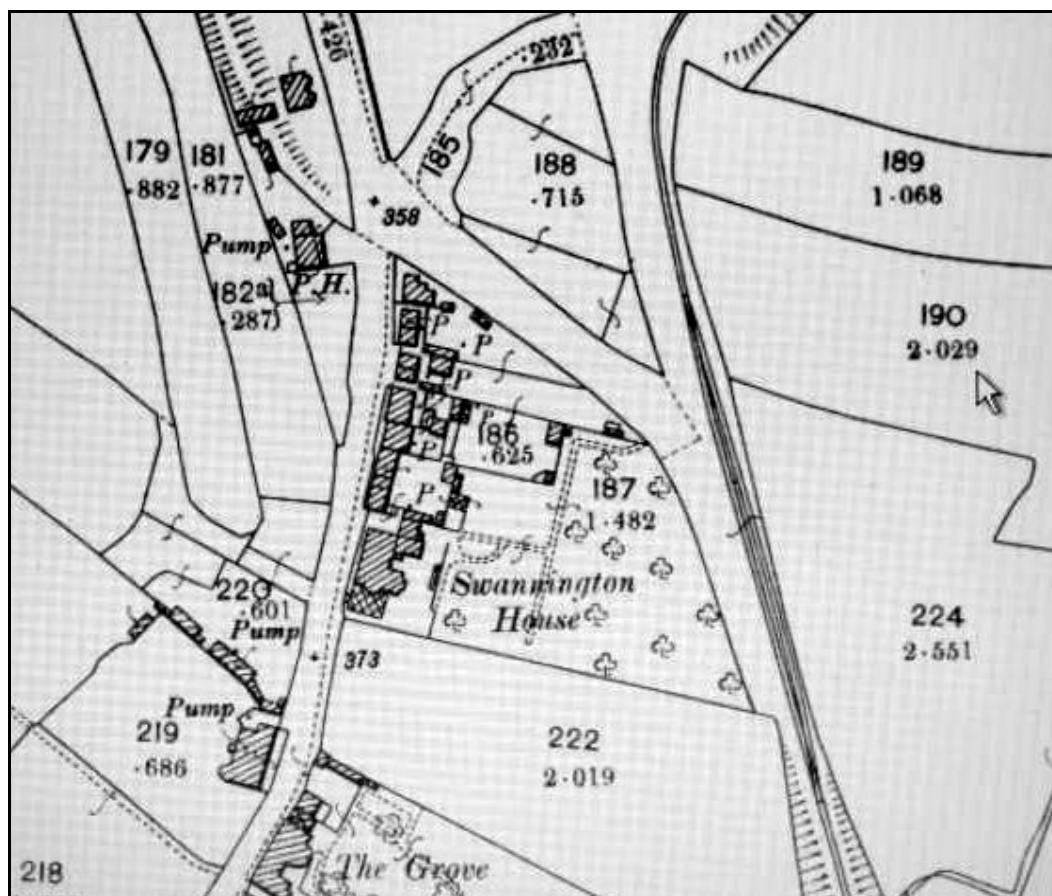 426
232
185
179
.882
181
.877
188
.715
189
1.068
358
Pump
P.H.
182a
.287
P
P
P
190
2.029
P
186
.625
P
P
187
1.482
Swannington
House
220
.601
Pump
373
224
2.551
Pump
219
.686
222
2.019
218
The Grove